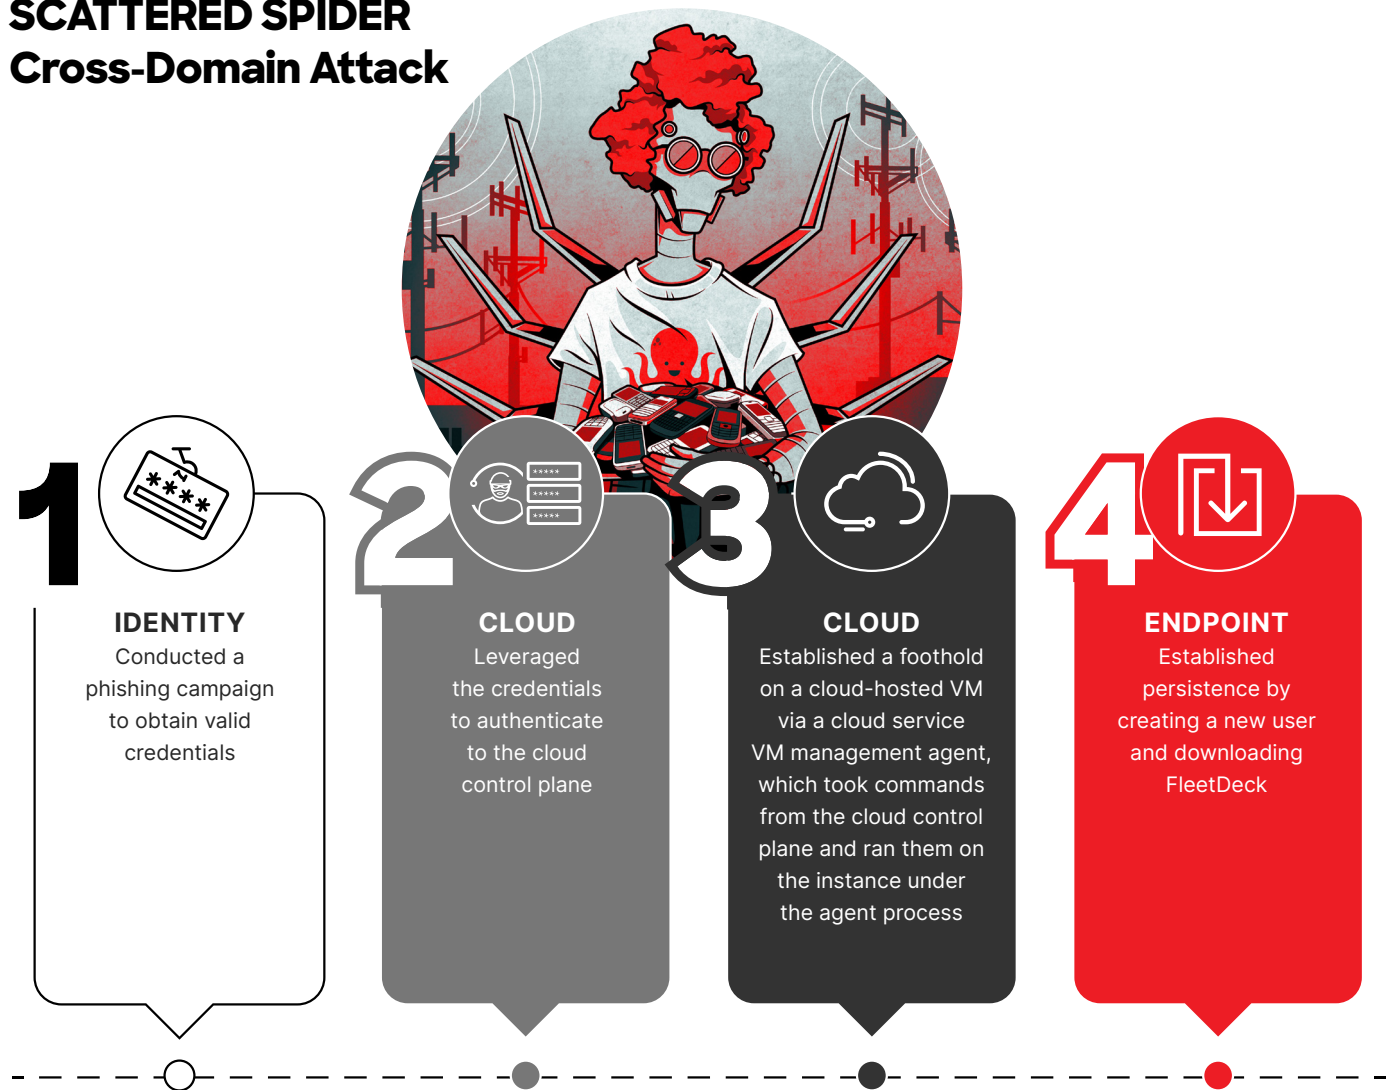 SCATTERED SPIDER
Cross-Domain Attack
1
****
IDENTITY
Conducted a
phishing campaign
to obtain valid
credentials
2
*****
*****
*****
CLOUD
Leveraged
the credentials
to authenticate
to the cloud
control plane
3
CLOUD
Established a foothold
on a cloud-hosted VM
via a cloud service
VM management agent,
which took commands
from the cloud control
plane and ran them on
the instance under
the agent process
4
ENDPOINT
Established
persistence by
creating a new user
and downloading
FleetDeck